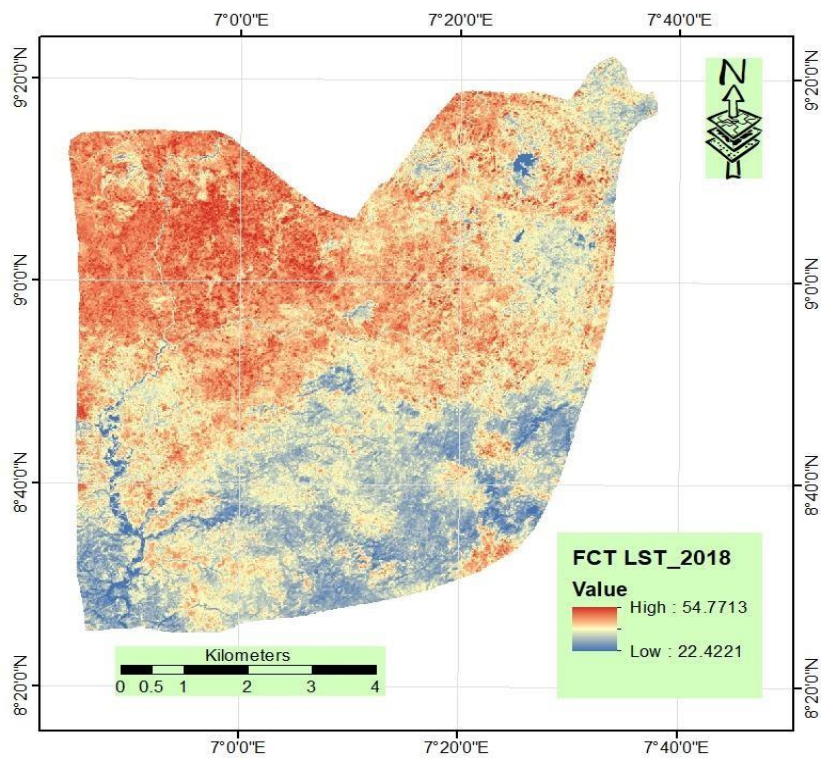 7°0'0"E 7°20'0"E 7°40'0"E
9°20'0"N 9°20'0"N
N
9°0'0"N 9°0'0"N
8°40'0"N 8°40'0"N
FCT LST_2018
Value
High : 54.7713
Low : 22.4221
Kilometers
0 0.5 1 2 3 4
8°20'0"N 8°20'0"N
7°0'0"E 7°20'0"E 7°40'0"E